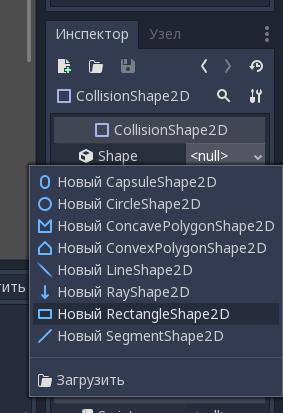 Инспектор Узел
CollisionShape2D
CollisionShape2D
Shape <null>
Новый CapsuleShape2D
Новый CircleShape2D
Новый ConcavePolygonShape2D
Новый ConvexPolygonShape2D
Новый LineShape2D
Новый RayShape2D
Новый RectangleShape2D
Новый SegmentShape2D
Загрузить